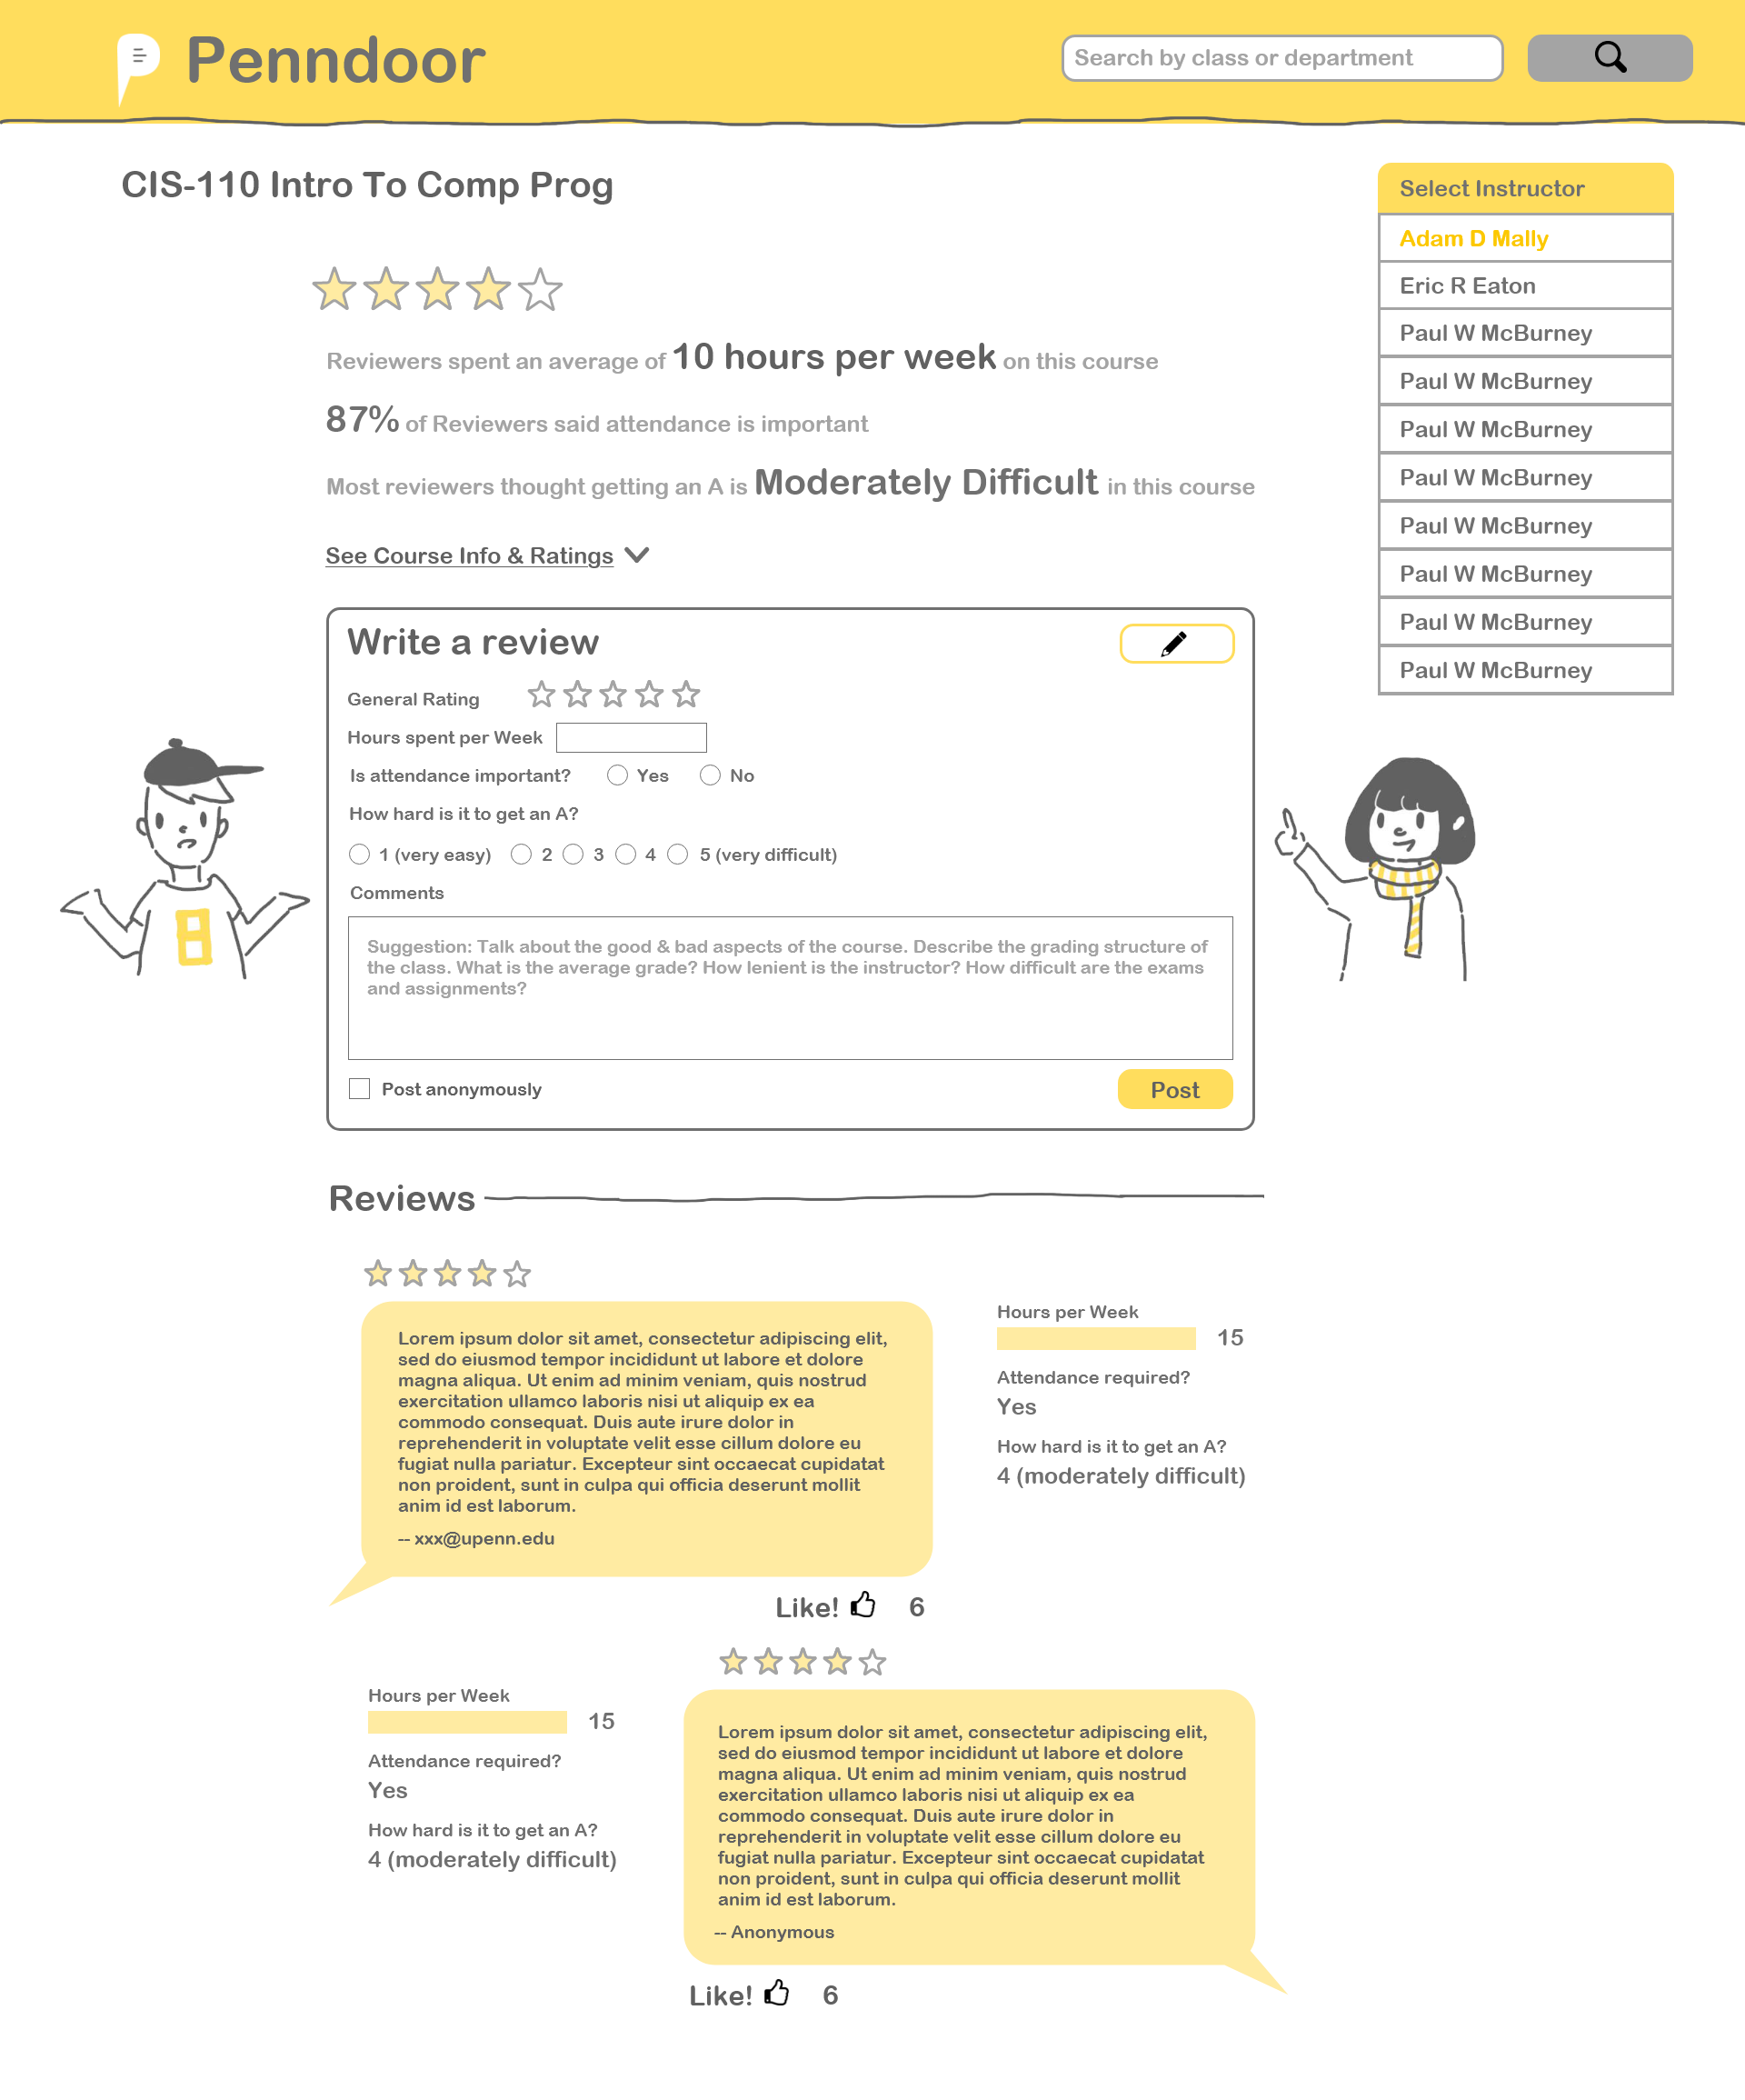 Penndoor
Search by class or department
CIS-110 Intro To Comp Prog
Select Instructor
Adam D Mally
Eric R Eaton
Paul W McBurney
Paul W McBurney
Paul W McBurney
Paul W McBurney
Paul W McBurney
Paul W McBurney
Paul W McBurney
Paul W McBurney
Reviewers spent an average of 10 hours per week on this course
87% of Reviewers said attendance is important
Most reviewers thought getting an A is Moderately Difficult in this course
See Course Info & Ratings
Write a review
General Rating
Hours spent per Week
Is attendance important? Yes No
How hard is it to get an A?
1 (very easy) 2 3 4 5 (very difficult)
Comments
Suggestion: Talk about the good & bad aspects of the course. Describe the grading structure of
the class. What is the average grade? How lenient is the instructor? How difficult are the exams
and assignments?
Post anonymously
Post
8
Reviews
Lorem ipsum dolor sit amet, consectetur adipiscing elit,
sed do eiusmod tempor incididunt ut labore et dolore
magna aliqua. Ut enim ad minim veniam, quis nostrud
exercitation ullamco laboris nisi ut aliquip ex ea
commodo consequat. Duis aute irure dolor in
reprehenderit in voluptate velit esse cillum dolore eu
fugiat nulla pariatur. Excepteur sint occaecat cupidatat
non proident, sunt in culpa qui officia deserunt mollit
anim id est laborum.
-- xxx@upenn.edu
Hours per Week
15
Attendance required?
Yes
How hard is it to get an A?
4 (moderately difficult)
Like! 6
Hours per Week
15
Attendance required?
Yes
How hard is it to get an A?
4 (moderately difficult)
Lorem ipsum dolor sit amet, consectetur adipiscing elit,
sed do eiusmod tempor incididunt ut labore et dolore
magna aliqua. Ut enim ad minim veniam, quis nostrud
exercitation ullamco laboris nisi ut aliquip ex ea
commodo consequat. Duis aute irure dolor in
reprehenderit in voluptate velit esse cillum dolore eu
fugiat nulla pariatur. Excepteur sint occaecat cupidatat
non proident, sunt in culpa qui officia deserunt mollit
anim id est laborum.
-- Anonymous
Like! 6